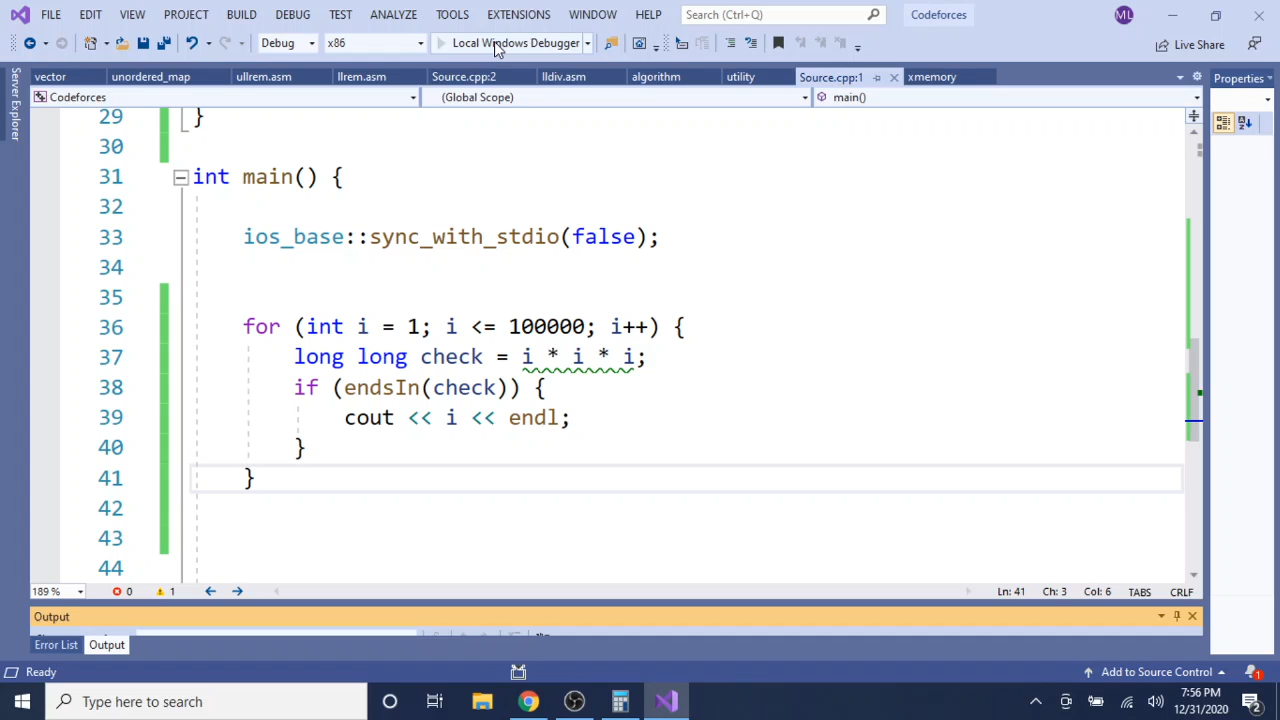 FILE EDIT VIEW PROJECT BUILD DEBUG TEST ANALYZE TOOLS EXTENSIONS WINDOW HELP Search (Ctrl+Q) Codeforces ML
Debug x86 Local Windows Debugger Live Share
vector unordered_map ullrem.asm llrem.asm Source.cpp:2 lldiv.asm algorithm utility Source.cpp:1 xmemory Properties
Server Explorer
Codeforces (Global Scope) main()
29 }
30
31 int main() {
32
33 ios_base::sync_with_stdio(false);
34
35
36 for (int i = 1; i <= 100000; i++) {
37 long long check = i * i * i;
38 if (endsIn(check)) {
39 cout << i << endl;
40 }
41 }
42
43
44
189 % 0 1 Ln: 41 Ch: 3 Col: 6 TABS CRLF
Output
Error List Output
Ready Add to Source Control 1
Type here to search 7:56 PM
12/31/2020 2